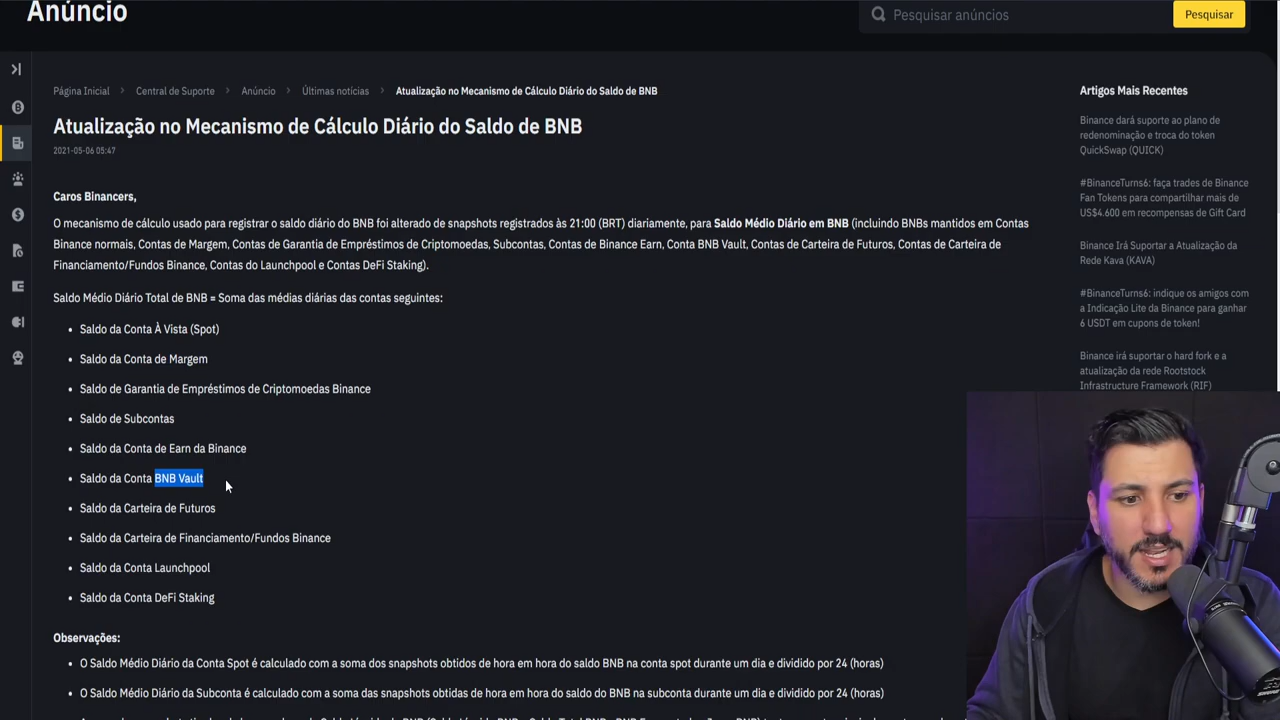 Anúncio
Pesquisar anúncios
Pesquisar
Página Inicial > Central de Suporte > Anúncio > Últimas notícias > Atualização no Mecanismo de Cálculo Diário do Saldo de BNB
Atualização no Mecanismo de Cálculo Diário do Saldo de BNB
2021-05-06 05:47
Caros Binancers,
O mecanismo de cálculo usado para registrar o saldo diário do BNB foi alterado de snapshots registrados às 21:00 (BRT) diariamente, para Saldo Médio Diário em BNB (incluindo BNBs mantidos em Contas
Binance normais, Contas de Margem, Contas de Garantia de Empréstimos de Criptomoedas, Subcontas, Contas de Binance Earn, Conta BNB Vault, Contas de Carteira de Futuros, Contas de Carteira de
Financiamento/Fundos Binance, Contas do Launchpool e Contas DeFi Staking).
Saldo Médio Diário Total de BNB = Soma das médias diárias das contas seguintes:
• Saldo da Conta À Vista (Spot)
• Saldo da Conta de Margem
• Saldo de Garantia de Empréstimos de Criptomoedas Binance
• Saldo de Subcontas
• Saldo da Conta de Earn da Binance
• Saldo da Conta BNB Vault
• Saldo da Carteira de Futuros
• Saldo da Carteira de Financiamento/Fundos Binance
• Saldo da Conta Launchpool
• Saldo da Conta DeFi Staking
Observações:
• O Saldo Médio Diário da Conta Spot é calculado com a soma dos snapshots obtidos de hora em hora do saldo BNB na conta spot durante um dia e dividido por 24 (horas)
• O Saldo Médio Diário da Subconta é calculado com a soma das snapshots obtidas de hora em hora do saldo do BNB na subconta durante um dia e dividido por 24 (horas)
Artigos Mais Recentes
Binance dará suporte ao plano de
redenominação e troca do token
QuickSwap (QUICK)
#BinanceTurns6: faça trades de Binance
Fan Tokens para compartilhar mais de
US$4.600 em recompensas de Gift Card
Binance Irá Suportar a Atualização da
Rede Kava (KAVA)
#BinanceTurns6: indique os amigos com
a Indicação Lite da Binance para ganhar
6 USDT em cupons de token!
Binance irá suportar o hard fork e a
atualização da rede Rootstock
Infrastructure Framework (RIF)